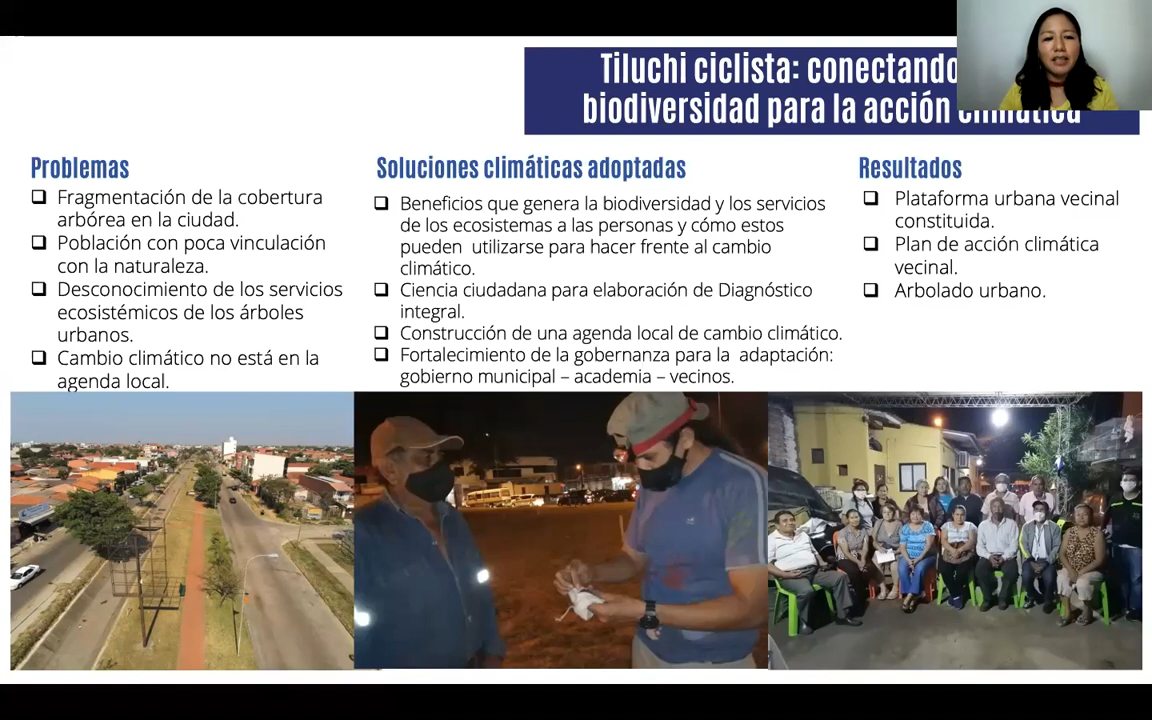 Tiluchi ciclista: conectando
biodiversidad para la acción climática
Problemas
Fragmentación de la cobertura
arbórea en la ciudad.
Población con poca vinculación
con la naturaleza.
Desconocimiento de los servicios
ecosistémicos de los árboles
urbanos.
Cambio climático no está en la
agenda local.
Soluciones climáticas adoptadas
Beneficios que genera la biodiversidad y los servicios
de los ecosistemas a las personas y cómo estos
pueden utilizarse para hacer frente al cambio
climático.
Ciencia ciudadana para elaboración de Diagnóstico
integral.
Construcción de una agenda local de cambio climático.
Fortalecimiento de la gobernanza para la adaptación:
gobierno municipal – academia – vecinos.
Resultados
Plataforma urbana vecinal
constituida.
Plan de acción climática
vecinal.
Arbolado urbano.